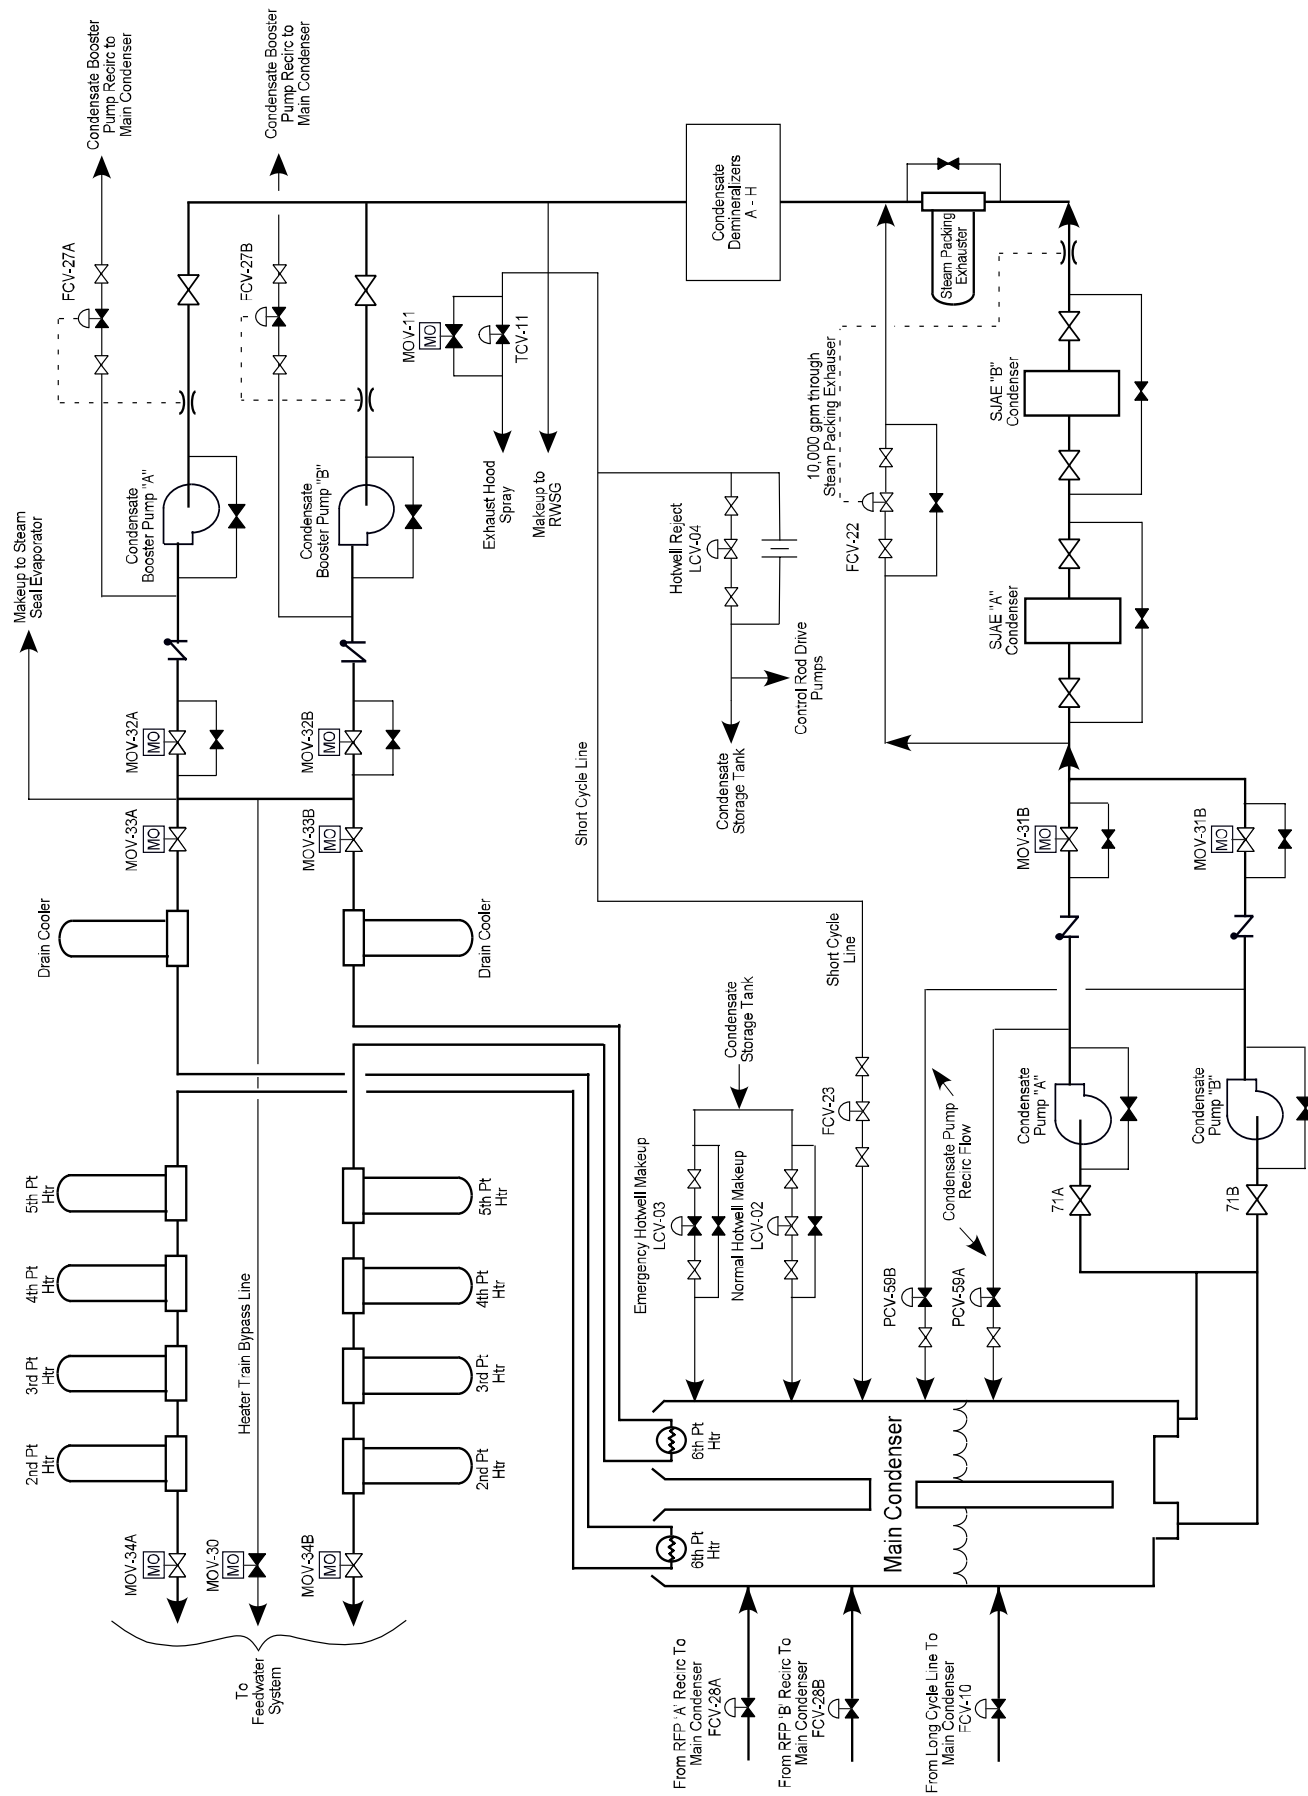 To
Feedwater
System
MOV-34A
MO
MOV-30
MO
MOV-34B
MO
2nd Pt
Htr
3rd Pt
Htr
4th Pt
Htr
5th Pt
Htr
Heater Train Bypass Line
2nd Pt
Htr
3rd Pt
Htr
4th Pt
Htr
5th Pt
Htr
Drain Cooler
Drain Cooler
MOV-33A
MO
MOV-33B
MO
MOV-32A
MO
MOV-32B
MO
Makeup to Steam
Seal Evaporator
Condensate
Booster Pump "A"
Condensate
Booster Pump "B"
FCV-27A
FCV-27B
Condensate Booster
Pump Recirc to
Main Condenser
Condensate Booster
Pump Recirc to
Main Condenser
MOV-11
MO
TCV-11
Exhaust Hood
Spray
Makeup to
RWSG
Short Cycle Line
Hotwell Reject
LCV-04
Condensate
Storage Tank
Control Rod Drive
Pumps
Condensate
Demineralizers
A - H
Steam Packing
Exhauster
10,000 gpm through
Steam Packing Exhauser
FCV-22
SJAE "A"
Condenser
SJAE "B"
Condenser
MOV-31B
MO
MOV-31B
MO
Short Cycle
Line
Condensate
Storage Tank
FCV-23
Emergency Hotwell Makeup
LCV-03
Normal Hotwell Makeup
LCV-02
Condensate Pump
Recirc Flow
PCV-59B
PCV-59A
Condensate
Pump "A"
Condensate
Pump "B"
71A
71B
6th Pt
Htr
6th Pt
Htr
Main Condenser
From RFP 'A' Recirc To
Main Condenser
FCV-28A
From RFP 'B' Recirc To
Main Condenser
FCV-28B
From Long Cycle Line To
Main Condenser
FCV-10